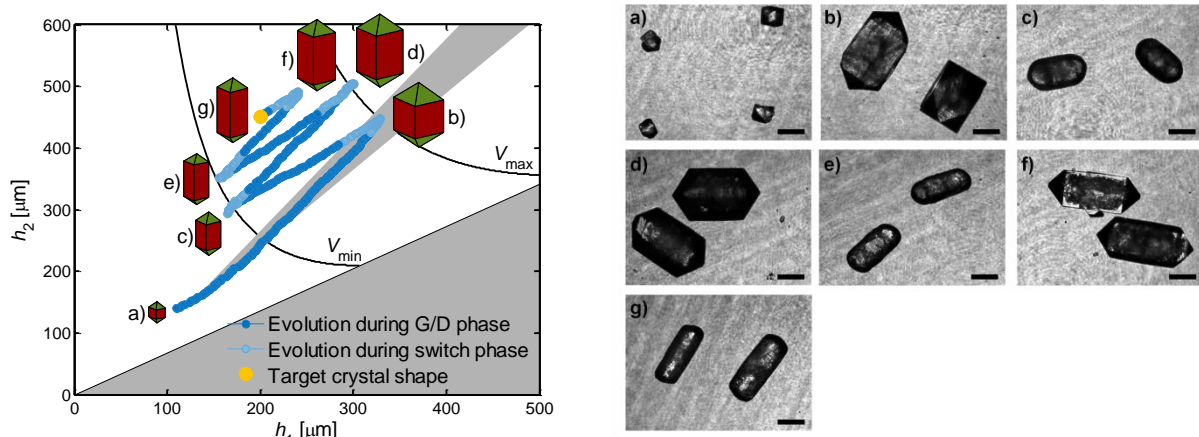 600
500
400
300
200
100
0
h2 [μm]
0
100
200
300
400
500
h1 [μm]
a)
b)
c)
d)
e)
f)
g)
Vmax
Vmin
Evolution during G/D phase
Evolution during switch phase
Target crystal shape
a)
b)
c)
d)
e)
f)
g)